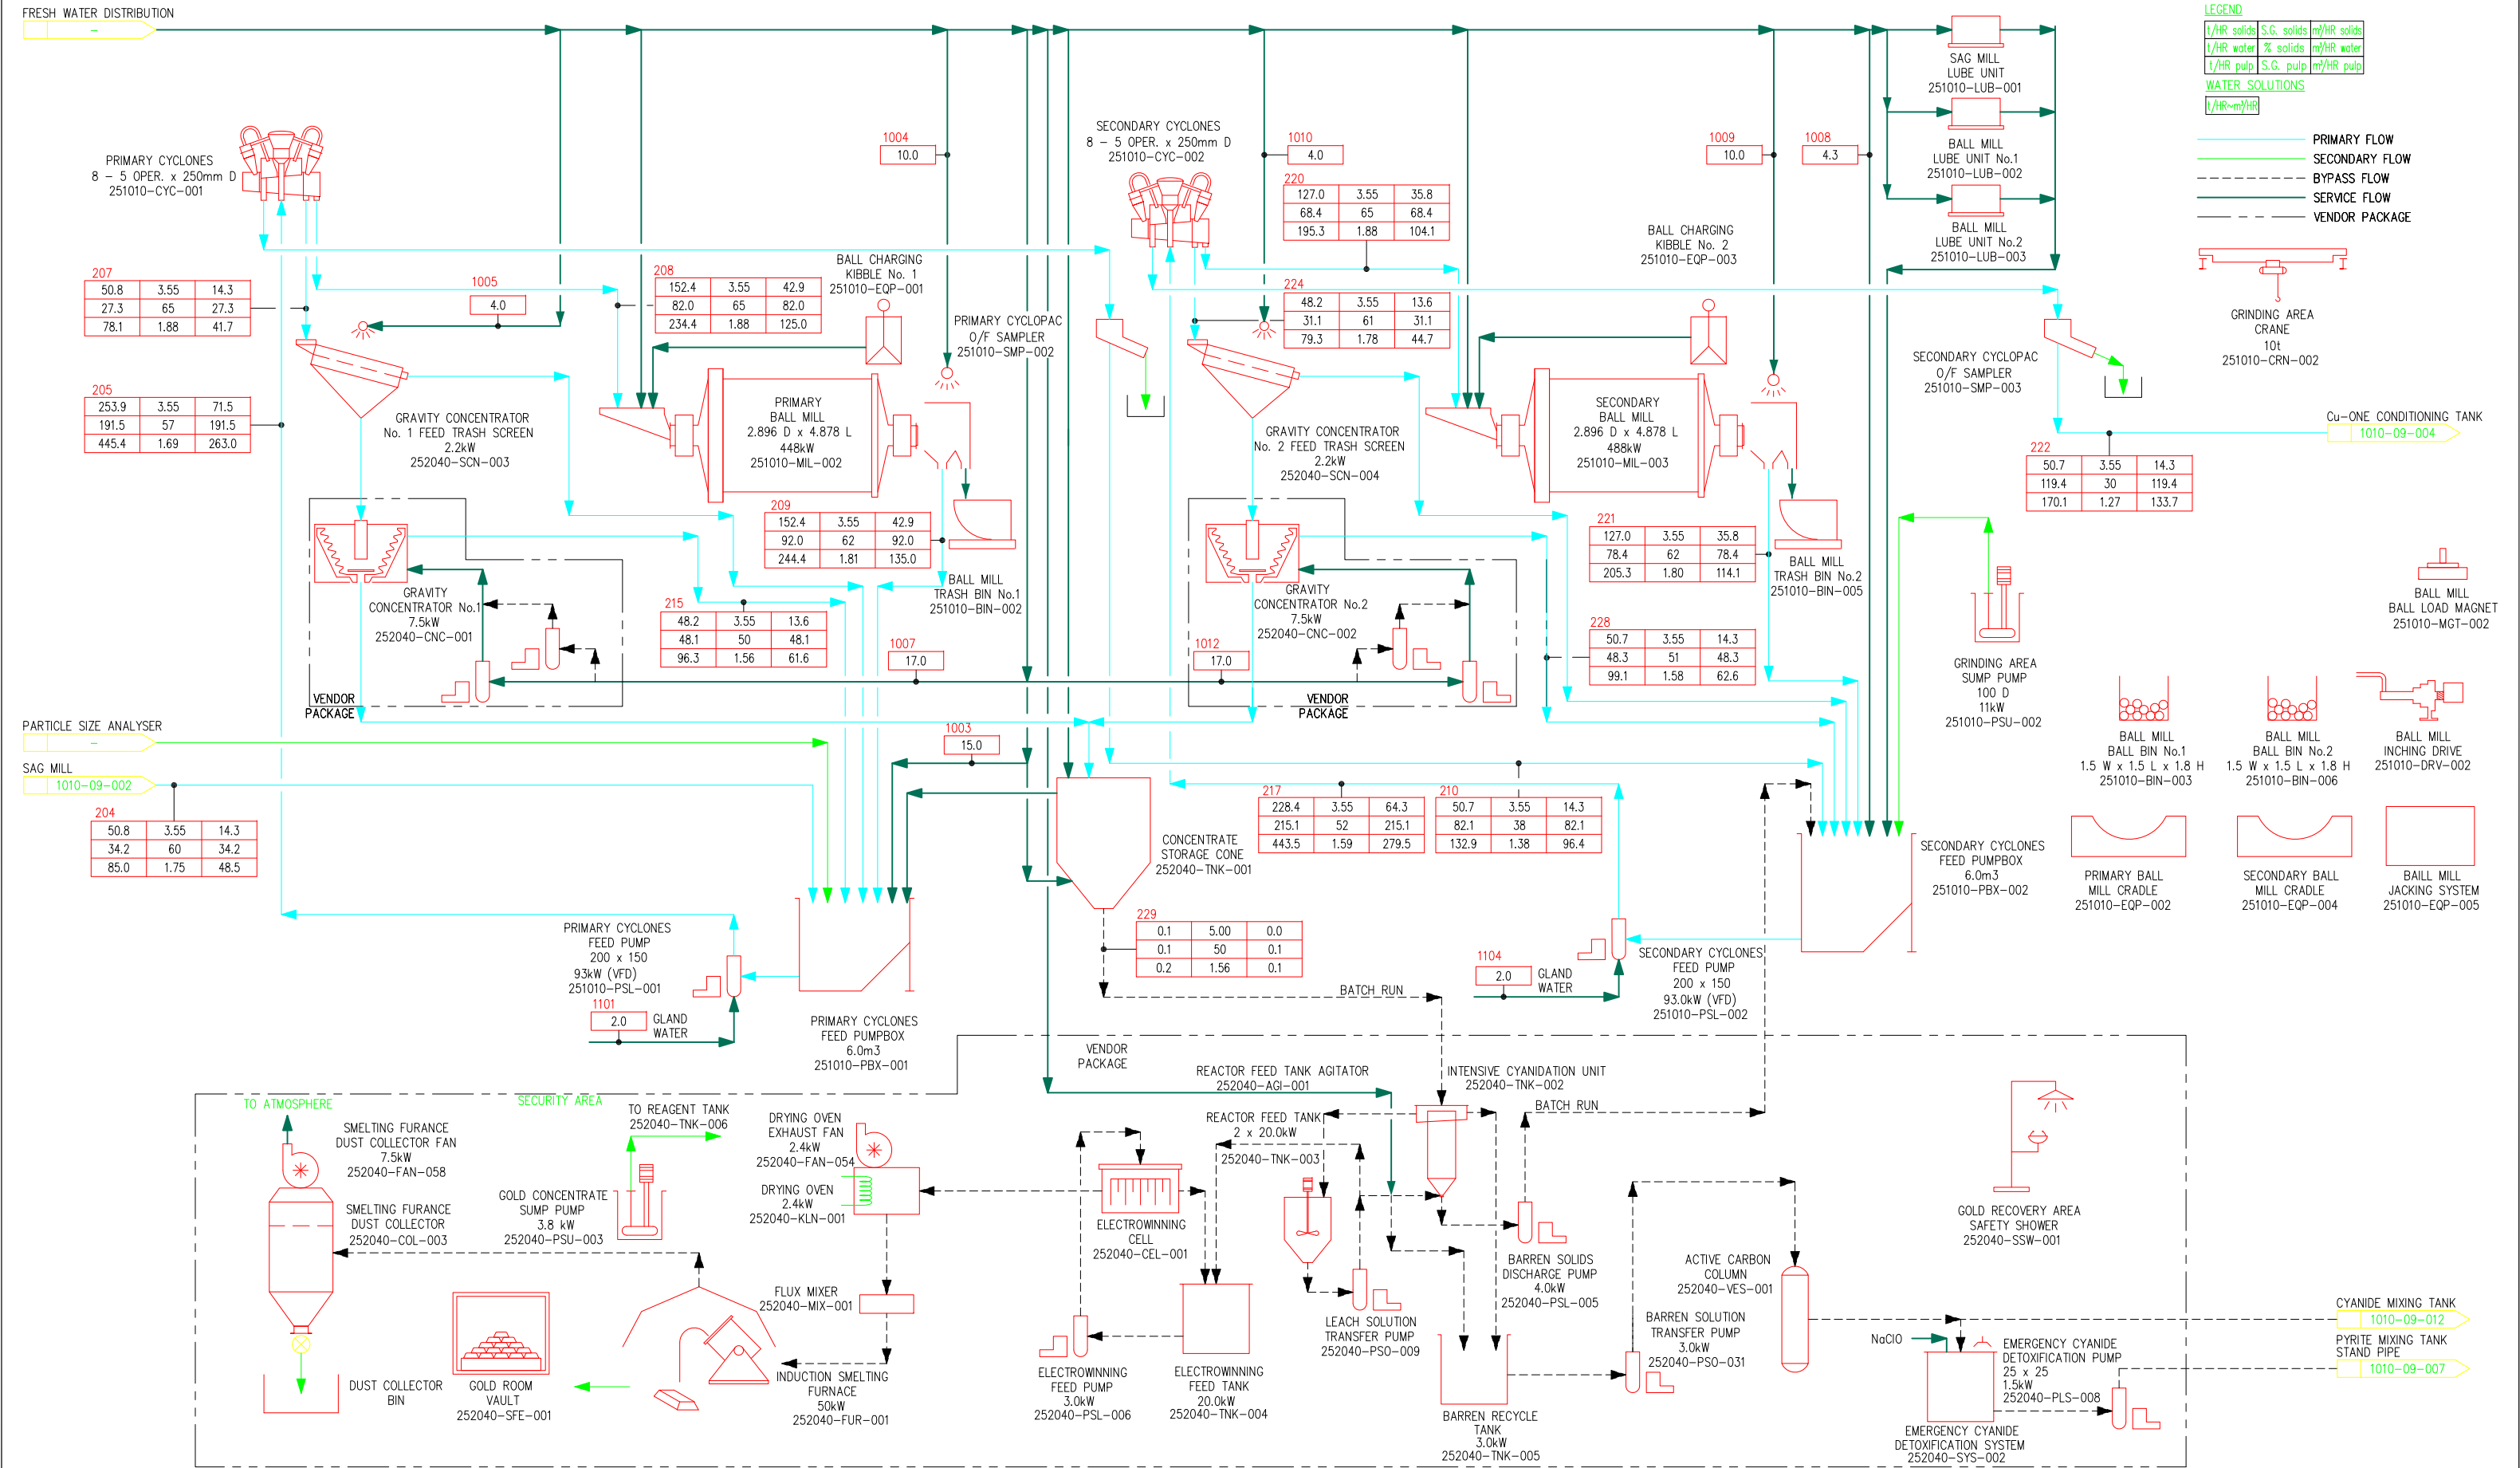 FRESH WATER DISTRIBUTION
-
LEGEND
t/HR solids S.G. solids m³/HR solids
t/HR water % solids m³/HR water
t/HR pulp S.G. pulp m³/HR pulp
WATER SOLUTIONS
t/HR~m³/HR
PRIMARY FLOW
SECONDARY FLOW
BYPASS FLOW
SERVICE FLOW
VENDOR PACKAGE
SAG MILL
LUBE UNIT
251010-LUB-001
BALL MILL
LUBE UNIT No.1
251010-LUB-002
BALL MILL
LUBE UNIT No.2
251010-LUB-003
PRIMARY CYCLONES
8 - 5 OPER. x 250mm D
251010-CYC-001
1004
10.0
SECONDARY CYCLONES
8 - 5 OPER. x 250mm D
251010-CYC-002
1010
4.0
1009
10.0
1008
4.3
220
127.0 3.55 35.8
68.4 65 68.4
195.3 1.88 104.1
207
50.8 3.55 14.3
27.3 65 27.3
78.1 1.88 41.7
1005
4.0
208
152.4 3.55 42.9
82.0 65 82.0
234.4 1.88 125.0
BALL CHARGING
KIBBLE No. 1
251010-EQP-001
PRIMARY CYCLOPAC
O/F SAMPLER
251010-SMP-002
224
48.2 3.55 13.6
31.1 61 31.1
79.3 1.78 44.7
BALL CHARGING
KIBBLE No. 2
251010-EQP-003
SECONDARY CYCLOPAC
O/F SAMPLER
251010-SMP-003
GRINDING AREA
CRANE
10t
251010-CRN-002
205
253.9 3.55 71.5
191.5 57 191.5
445.4 1.69 263.0
GRAVITY CONCENTRATOR
No. 1 FEED TRASH SCREEN
2.2kW
252040-SCN-003
PRIMARY
BALL MILL
2.896 D x 4.878 L
448kW
251010-MIL-002
GRAVITY CONCENTRATOR
No. 2 FEED TRASH SCREEN
2.2kW
252040-SCN-004
SECONDARY
BALL MILL
2.896 D x 4.878 L
488kW
251010-MIL-003
Cu-ONE CONDITIONING TANK
1010-09-004
222
50.7 3.55 14.3
119.4 30 119.4
170.1 1.27 133.7
209
152.4 3.55 42.9
92.0 62 92.0
244.4 1.81 135.0
221
127.0 3.55 35.8
78.4 62 78.4
205.3 1.80 114.1
BALL MILL
TRASH BIN No.1
251010-BIN-002
BALL MILL
TRASH BIN No.2
251010-BIN-005
GRAVITY
CONCENTRATOR No.1
7.5kW
252040-CNC-001
GRAVITY
CONCENTRATOR No.2
7.5kW
252040-CNC-002
215
48.2 3.55 13.6
48.1 50 48.1
96.3 1.56 61.6
1007
17.0
1012
17.0
228
50.7 3.55 14.3
48.3 51 48.3
99.1 1.58 62.6
BALL MILL
BALL LOAD MAGNET
251010-MGT-002
GRINDING AREA
SUMP PUMP
100 D
11kW
251010-PSU-002
VENDOR
PACKAGE
VENDOR
PACKAGE
BALL MILL
BALL BIN No.1
1.5 W x 1.5 L x 1.8 H
251010-BIN-003
BALL MILL
BALL BIN No.2
1.5 W x 1.5 L x 1.8 H
251010-BIN-006
BALL MILL
INCHING DRIVE
251010-DRV-002
PARTICLE SIZE ANALYSER
-
SAG MILL
1010-09-002
1003
15.0
204
50.8 3.55 14.3
34.2 60 34.2
85.0 1.75 48.5
217
228.4 3.55 64.3
215.1 52 215.1
443.5 1.59 279.5
210
50.7 3.55 14.3
82.1 38 82.1
132.9 1.38 96.4
CONCENTRATE
STORAGE CONE
252040-TNK-001
SECONDARY CYCLONES
FEED PUMPBOX
6.0m3
251010-PBX-002
PRIMARY BALL
MILL CRADLE
251010-EQP-002
SECONDARY BALL
MILL CRADLE
251010-EQP-004
BAILL MILL
JACKING SYSTEM
251010-EQP-005
229
0.1 5.00 0.0
0.1 50 0.1
0.2 1.56 0.1
PRIMARY CYCLONES
FEED PUMP
200 x 150
93kW (VFD)
251010-PSL-001
1101
2.0
GLAND
WATER
1104
2.0
GLAND
WATER
SECONDARY CYCLONES
FEED PUMP
200 x 150
93.0kW (VFD)
251010-PSL-002
BATCH RUN
PRIMARY CYCLONES
FEED PUMPBOX
6.0m3
251010-PBX-001
VENDOR
PACKAGE
REACTOR FEED TANK AGITATOR
252040-AGI-001
INTENSIVE CYANIDATION UNIT
252040-TNK-002
BATCH RUN
TO ATMOSPHERE
SECURITY AREA
SMELTING FURANCE
DUST COLLECTOR FAN
7.5kW
252040-FAN-058
TO REAGENT TANK
252040-TNK-006
DRYING OVEN
EXHAUST FAN
2.4kW
252040-FAN-054
REACTOR FEED TANK
2 x 20.0kW
252040-TNK-003
DRYING OVEN
2.4kW
252040-KLN-001
GOLD CONCENTRATE
SUMP PUMP
3.8 kW
252040-PSU-003
SMELTING FURANCE
DUST COLLECTOR
252040-COL-003
ELECTROWINNING
CELL
252040-CEL-001
GOLD RECOVERY AREA
SAFETY SHOWER
252040-SSW-001
BARREN SOLIDS
DISCHARGE PUMP
4.0kW
252040-PSL-005
ACTIVE CARBON
COLUMN
252040-VES-001
FLUX MIXER
252040-MIX-001
LEACH SOLUTION
TRANSFER PUMP
252040-PSO-009
BARREN SOLUTION
TRANSFER PUMP
3.0kW
252040-PSO-031
CYANIDE MIXING TANK
1010-09-012
PYRITE MIXING TANK
STAND PIPE
1010-09-007
NaClO
EMERGENCY CYANIDE
DETOXIFICATION PUMP
25 x 25
1.5kW
252040-PLS-008
DUST COLLECTOR
BIN
GOLD ROOM
VAULT
252040-SFE-001
INDUCTION SMELTING
FURNACE
50kW
252040-FUR-001
ELECTROWINNING
FEED PUMP
3.0kW
252040-PSL-006
ELECTROWINNING
FEED TANK
20.0kW
252040-TNK-004
BARREN RECYCLE
TANK
3.0kW
252040-TNK-005
EMERGENCY CYANIDE
DETOXIFICATION SYSTEM
252040-SYS-002